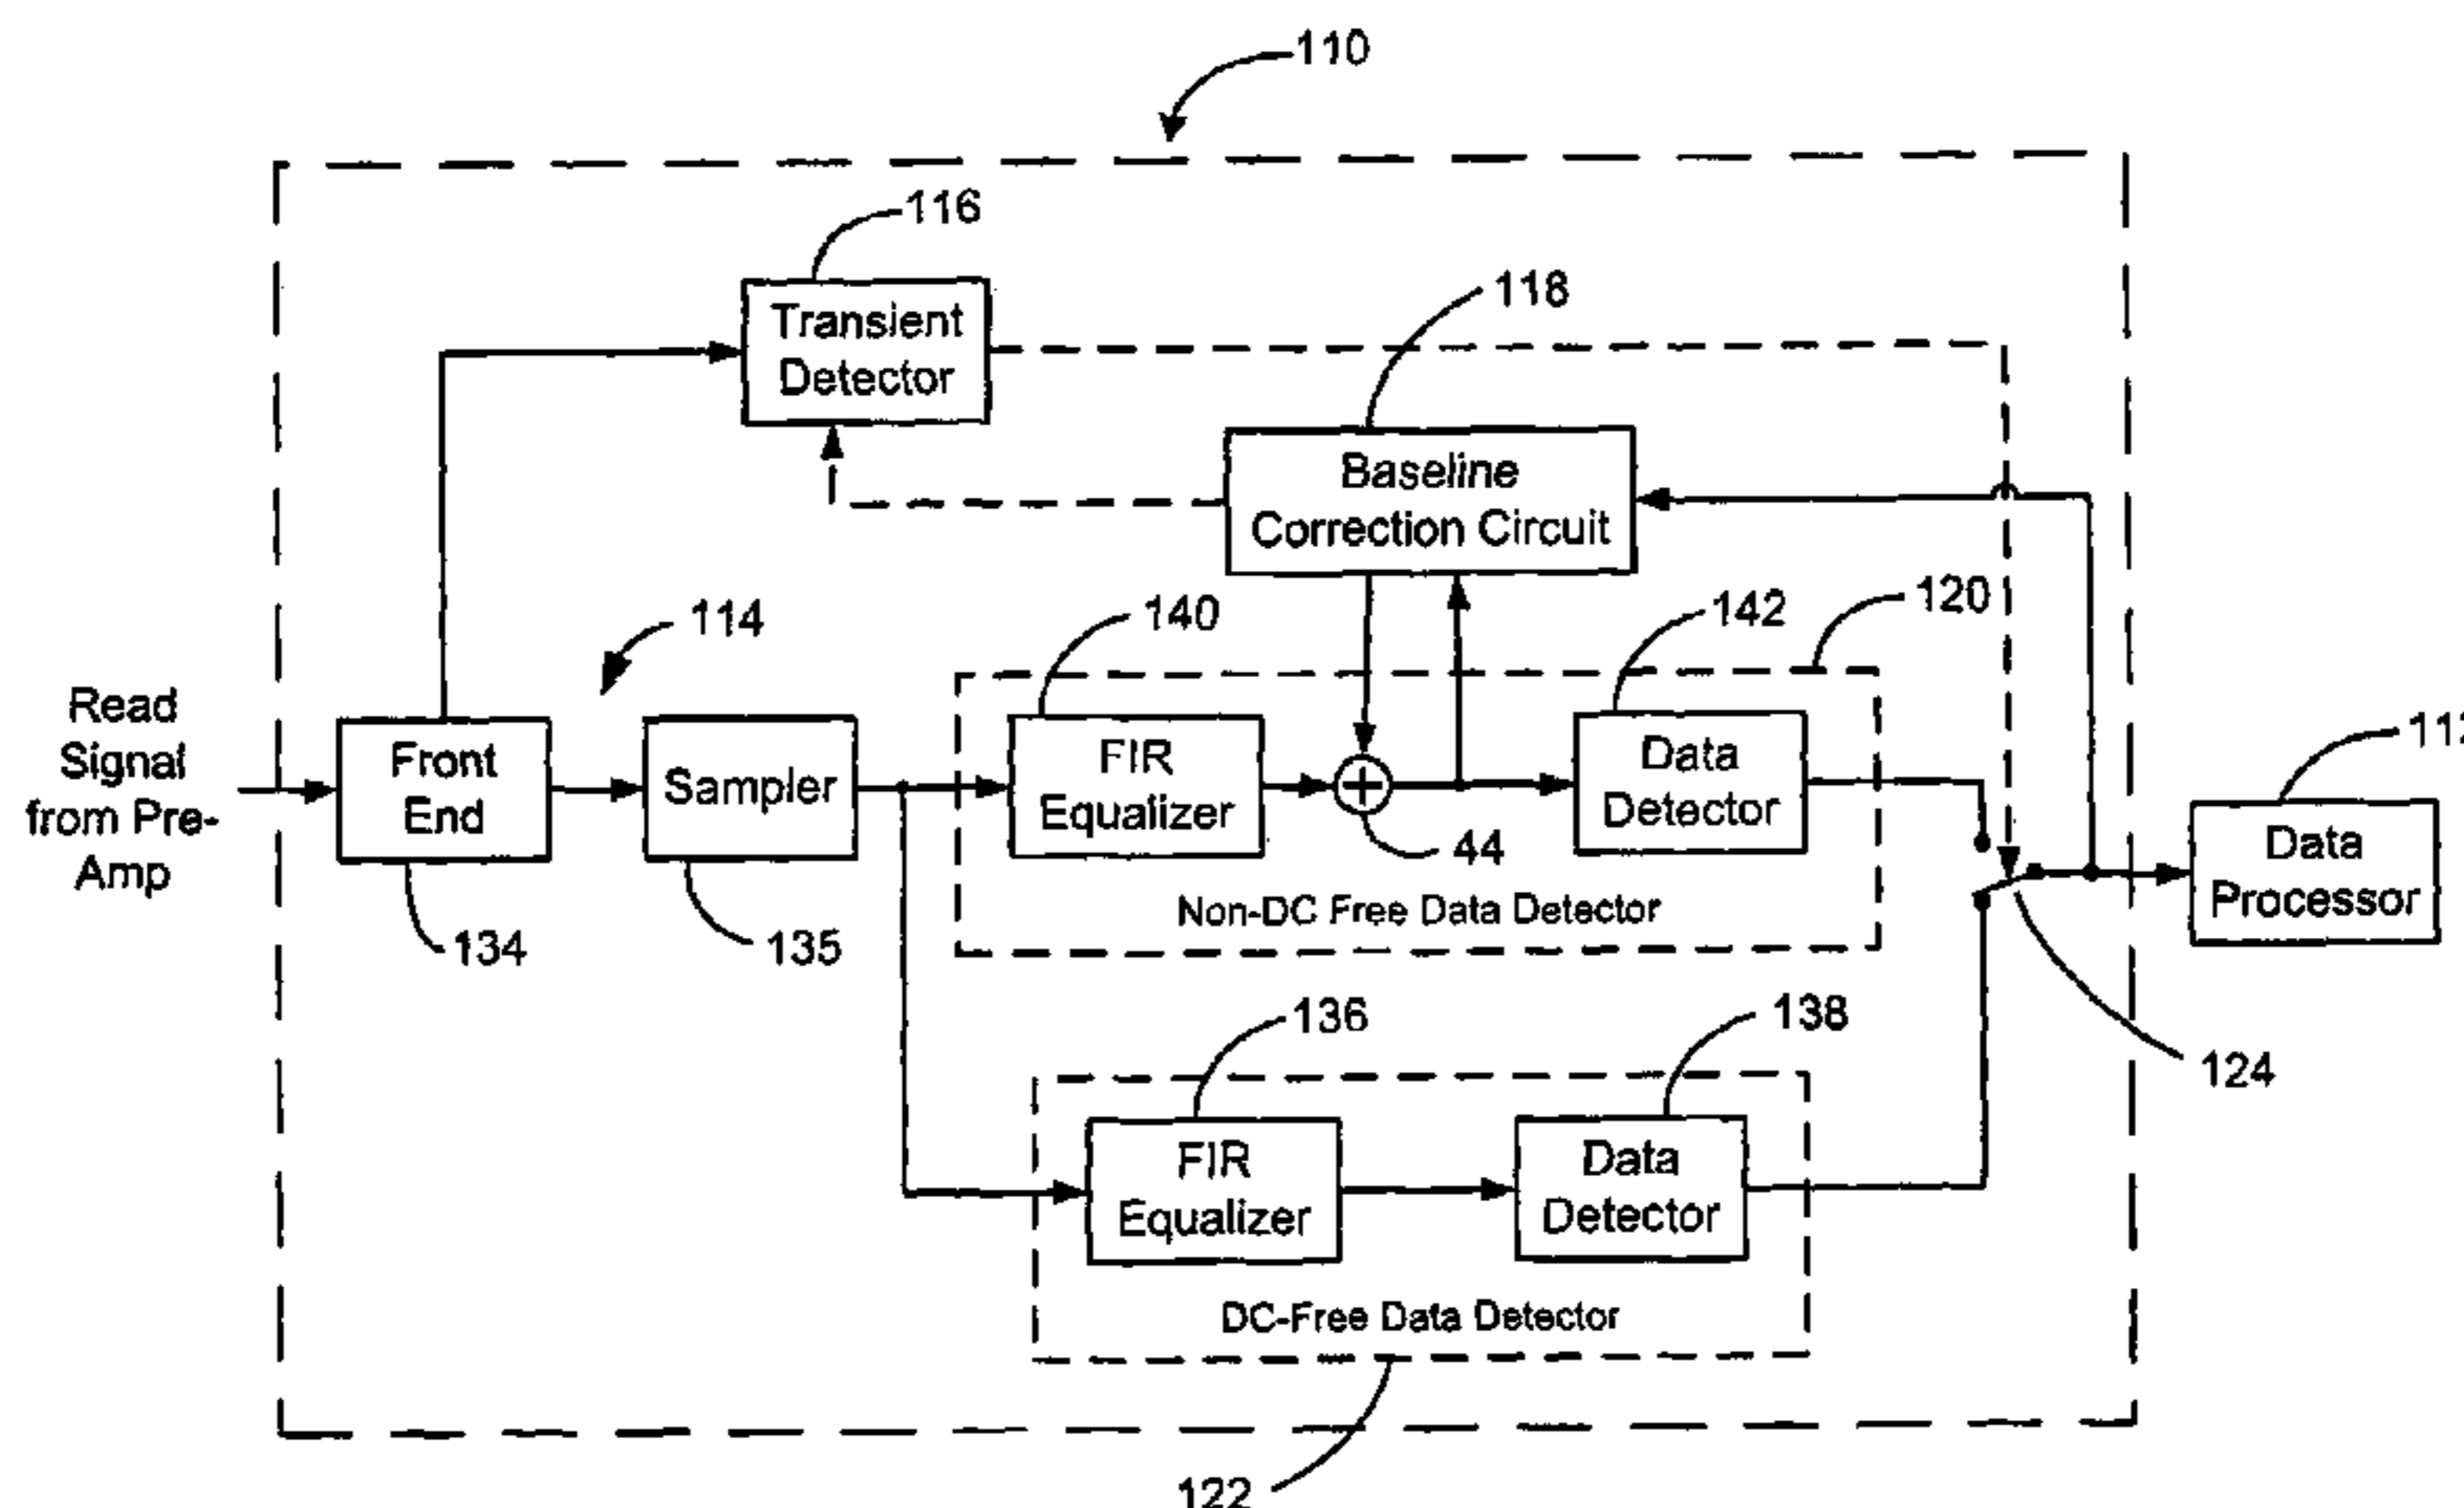 110
116
Transient
Detector
118
Baseline
Correction Circuit
114
140
142
120
Read
Signal
from Pre-
Amp
Front
End
Sampler
FIR
Equalizer
Data
Detector
44
134
135
Non-DC Free Data Detector
Data
Processor
136
138
124
FIR
Equalizer
Data
Detector
DC-Free Data Detector
122